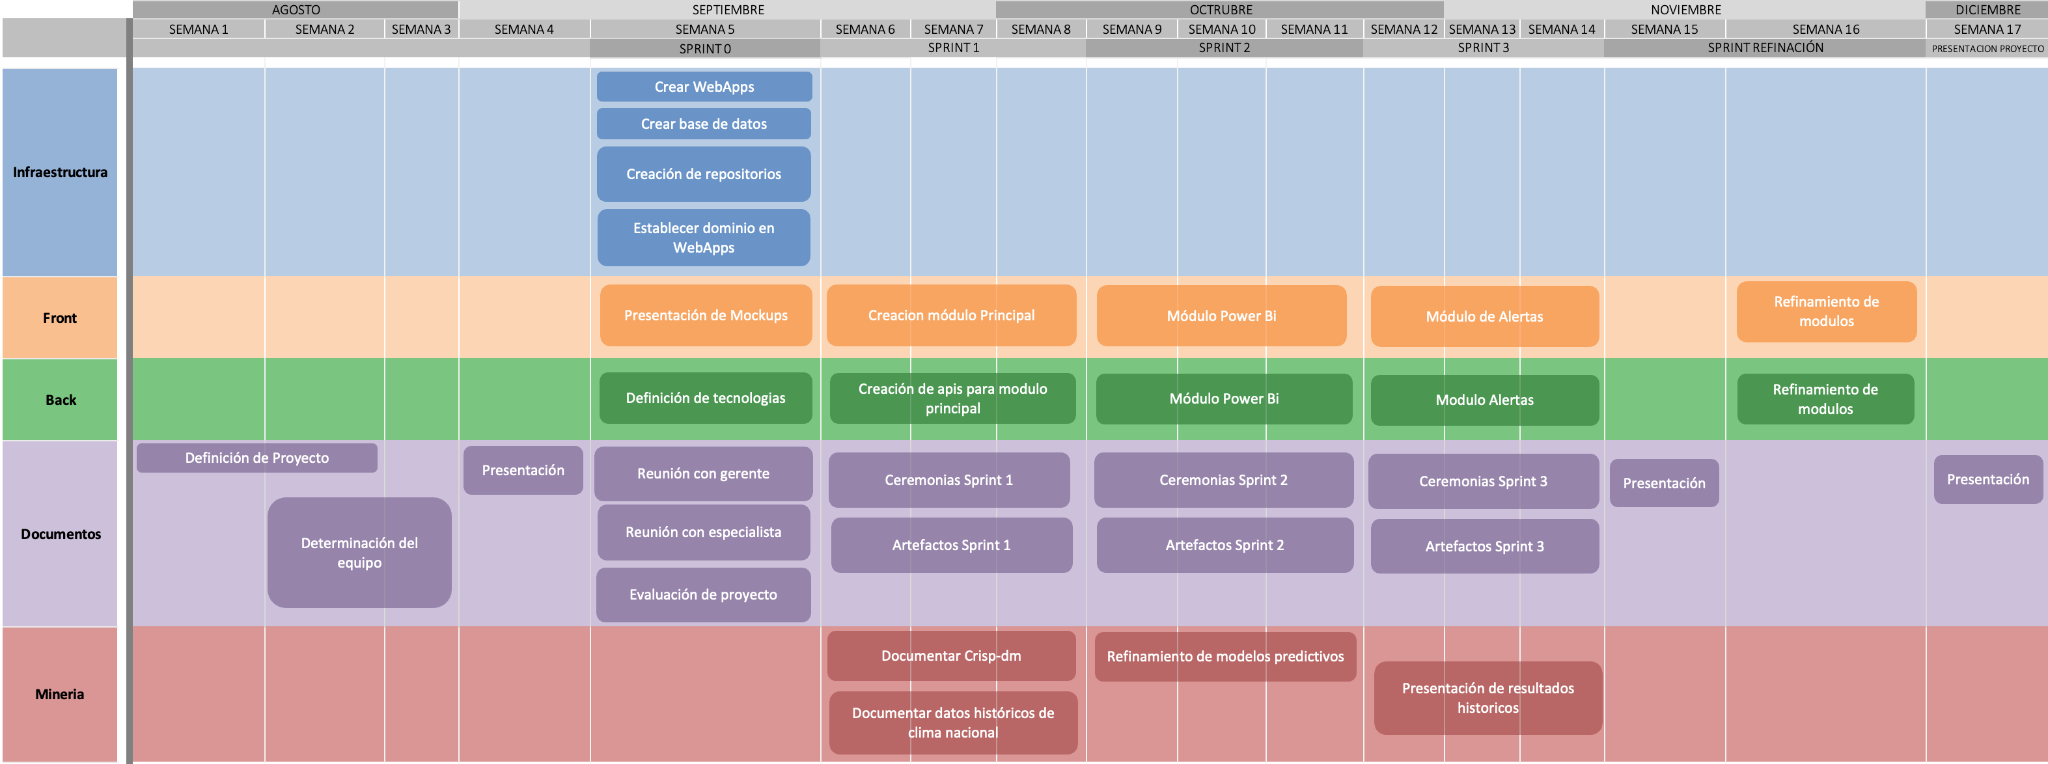 AGOSTO
SEPTIEMBRE
OCTRUBRE
NOVIEMBRE
DICIEMBRE
SEMANA 1
SEMANA 2
SEMANA 3
SEMANA 4
SEMANA 5
SEMANA 6
SEMANA 7
SEMANA 8
SEMANA 9
SEMANA 10
SEMANA 11
SEMANA 12
SEMANA 13
SEMANA 14
SEMANA 15
SEMANA 16
SEMANA 17
SPRINT 0
SPRINT 1
SPRINT 2
SPRINT 3
SPRINT REFINACIÓN
PRESENTACION PROYECTO
Infraestructura
Crear WebApps
Crear base de datos
Creación de repositorios
Establecer dominio en
WebApps
Front
Presentación de Mockups
Creacion módulo Principal
Módulo Power Bi
Módulo de Alertas
Refinamiento de
modulos
Back
Definición de tecnologias
Creación de apis para modulo
principal
Módulo Power Bi
Modulo Alertas
Refinamiento de
modulos
Documentos
Definición de Proyecto
Determinación del
equipo
Presentación
Reunión con gerente
Reunión con especialista
Evaluación de proyecto
Ceremonias Sprint 1
Artefactos Sprint 1
Ceremonias Sprint 2
Artefactos Sprint 2
Ceremonias Sprint 3
Artefactos Sprint 3
Presentación
Presentación
Mineria
Documentar Crisp-dm
Documentar datos históricos de
clima nacional
Refinamiento de modelos predictivos
Presentación de resultados
historicos